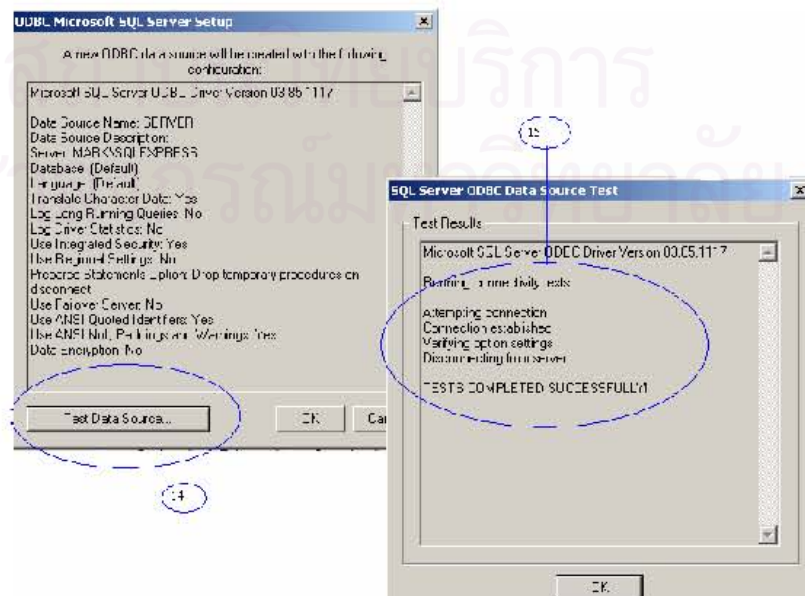 ODBC Microsoft SQL Server Setup
A new ODBC data source will be created with the following
configuration:
Microsoft SQL Server ODBC Driver Version 03.85.1117
Data Source Name: SERVER
Data Source Description:
Server: MARK\SQLEXPRESS
Database: (Default)
Language: (Default)
Translate Character Data: Yes
Log Long Running Queries: No
Log Driver Statistics: No
Use Integrated Security: Yes
Use Regional Settings: No
Prepared Statements Option: Drop temporary procedures on
disconnect
Use Failover Server: No
Use ANSI Quoted Identifiers: Yes
Use ANSI Null, Paddings and Warnings: Yes
Data Encryption: No
Test Data Source...
OK
14
15
SQL Server ODBC Data Source Test
Test Results
Microsoft SQL Server ODBC Driver Version 03.85.1117
Running connectivity tests...
Attempting connection
Connection established
Verifying option settings
Disconnecting from server
TESTS COMPLETED SUCCESSFULLY!
OK